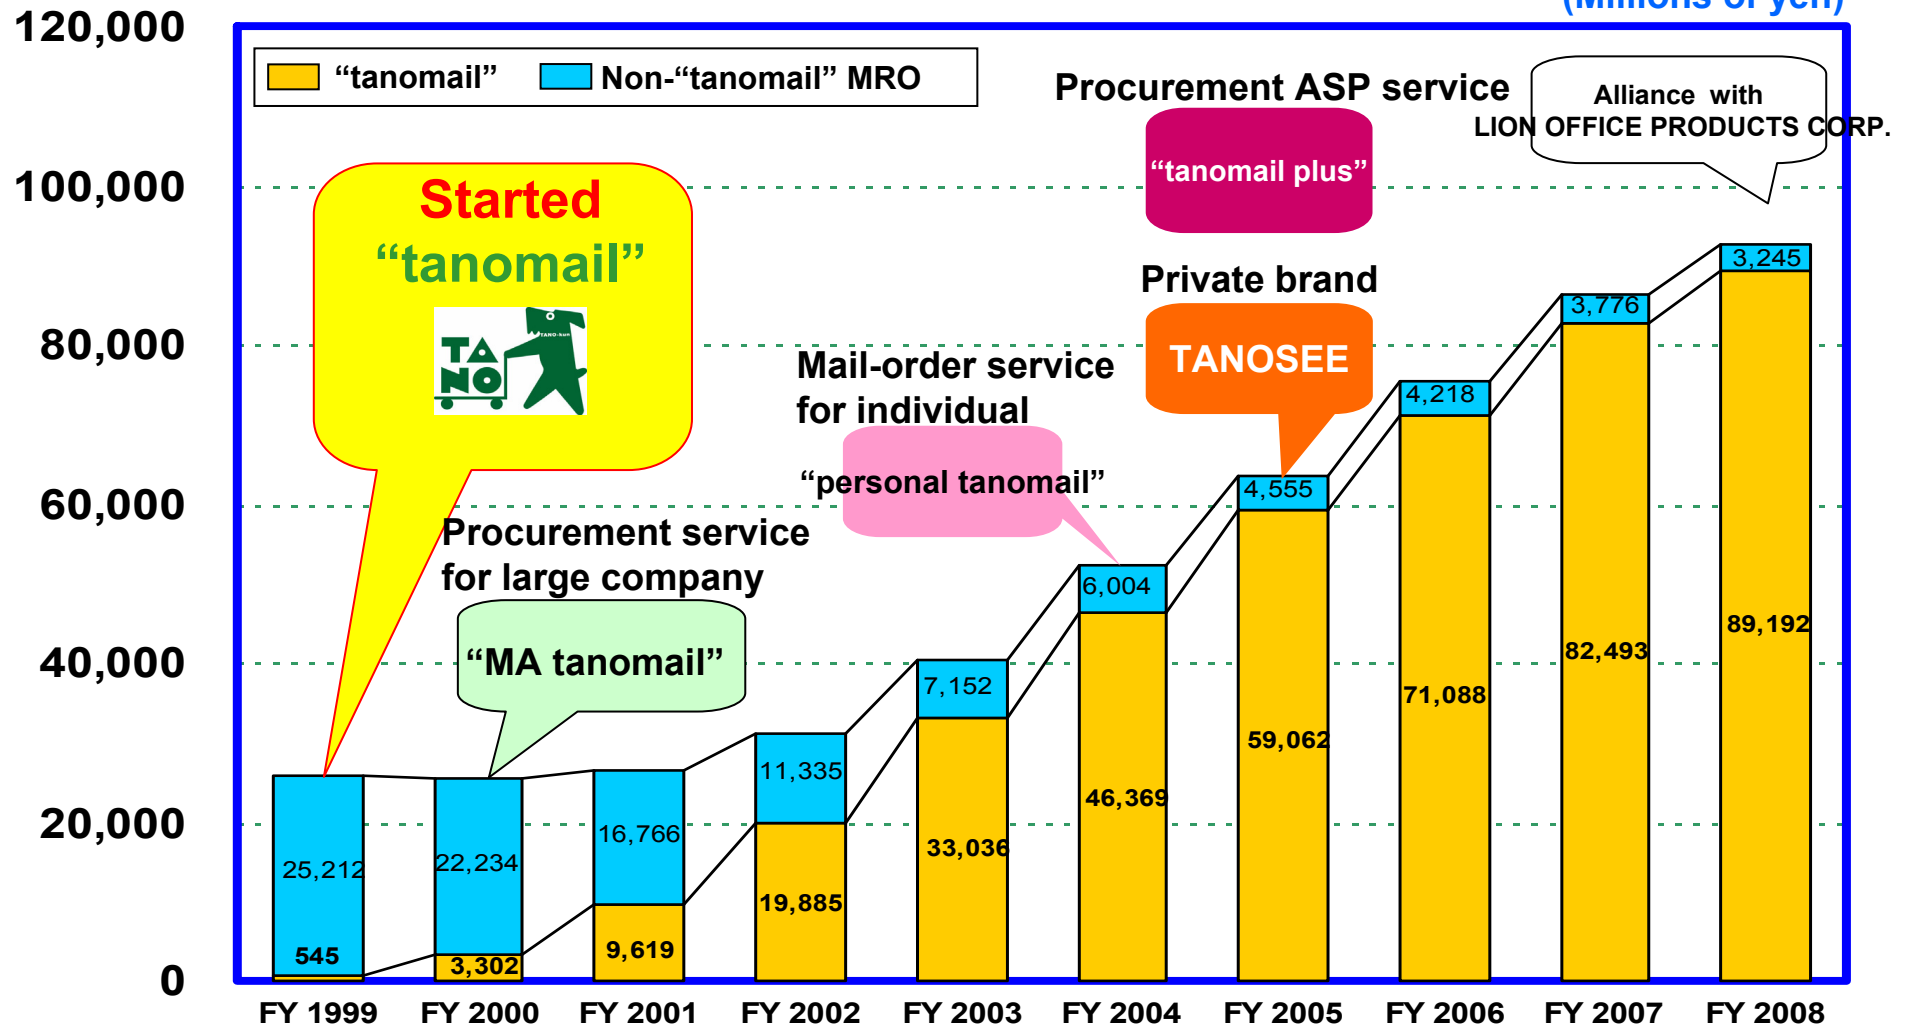 (Millions of yen)
120,000
100,000
80,000
60,000
40,000
20,000
0
“tanomail”
Non-“tanomail” MRO
Started
“tanomail”
TANO-kun
TA
NO
Procurement service
for large company
“MA tanomail”
Mail-order service
for individual
“personal tanomail”
Procurement ASP service
“tanomail plus”
Private brand
TANOSEE
Alliance with
LION OFFICE PRODUCTS CORP.
25,212
545
22,234
3,302
16,766
9,619
11,335
19,885
7,152
33,036
6,004
46,369
4,555
59,062
4,218
71,088
3,776
82,493
3,245
89,192
FY 1999
FY 2000
FY 2001
FY 2002
FY 2003
FY 2004
FY 2005
FY 2006
FY 2007
FY 2008